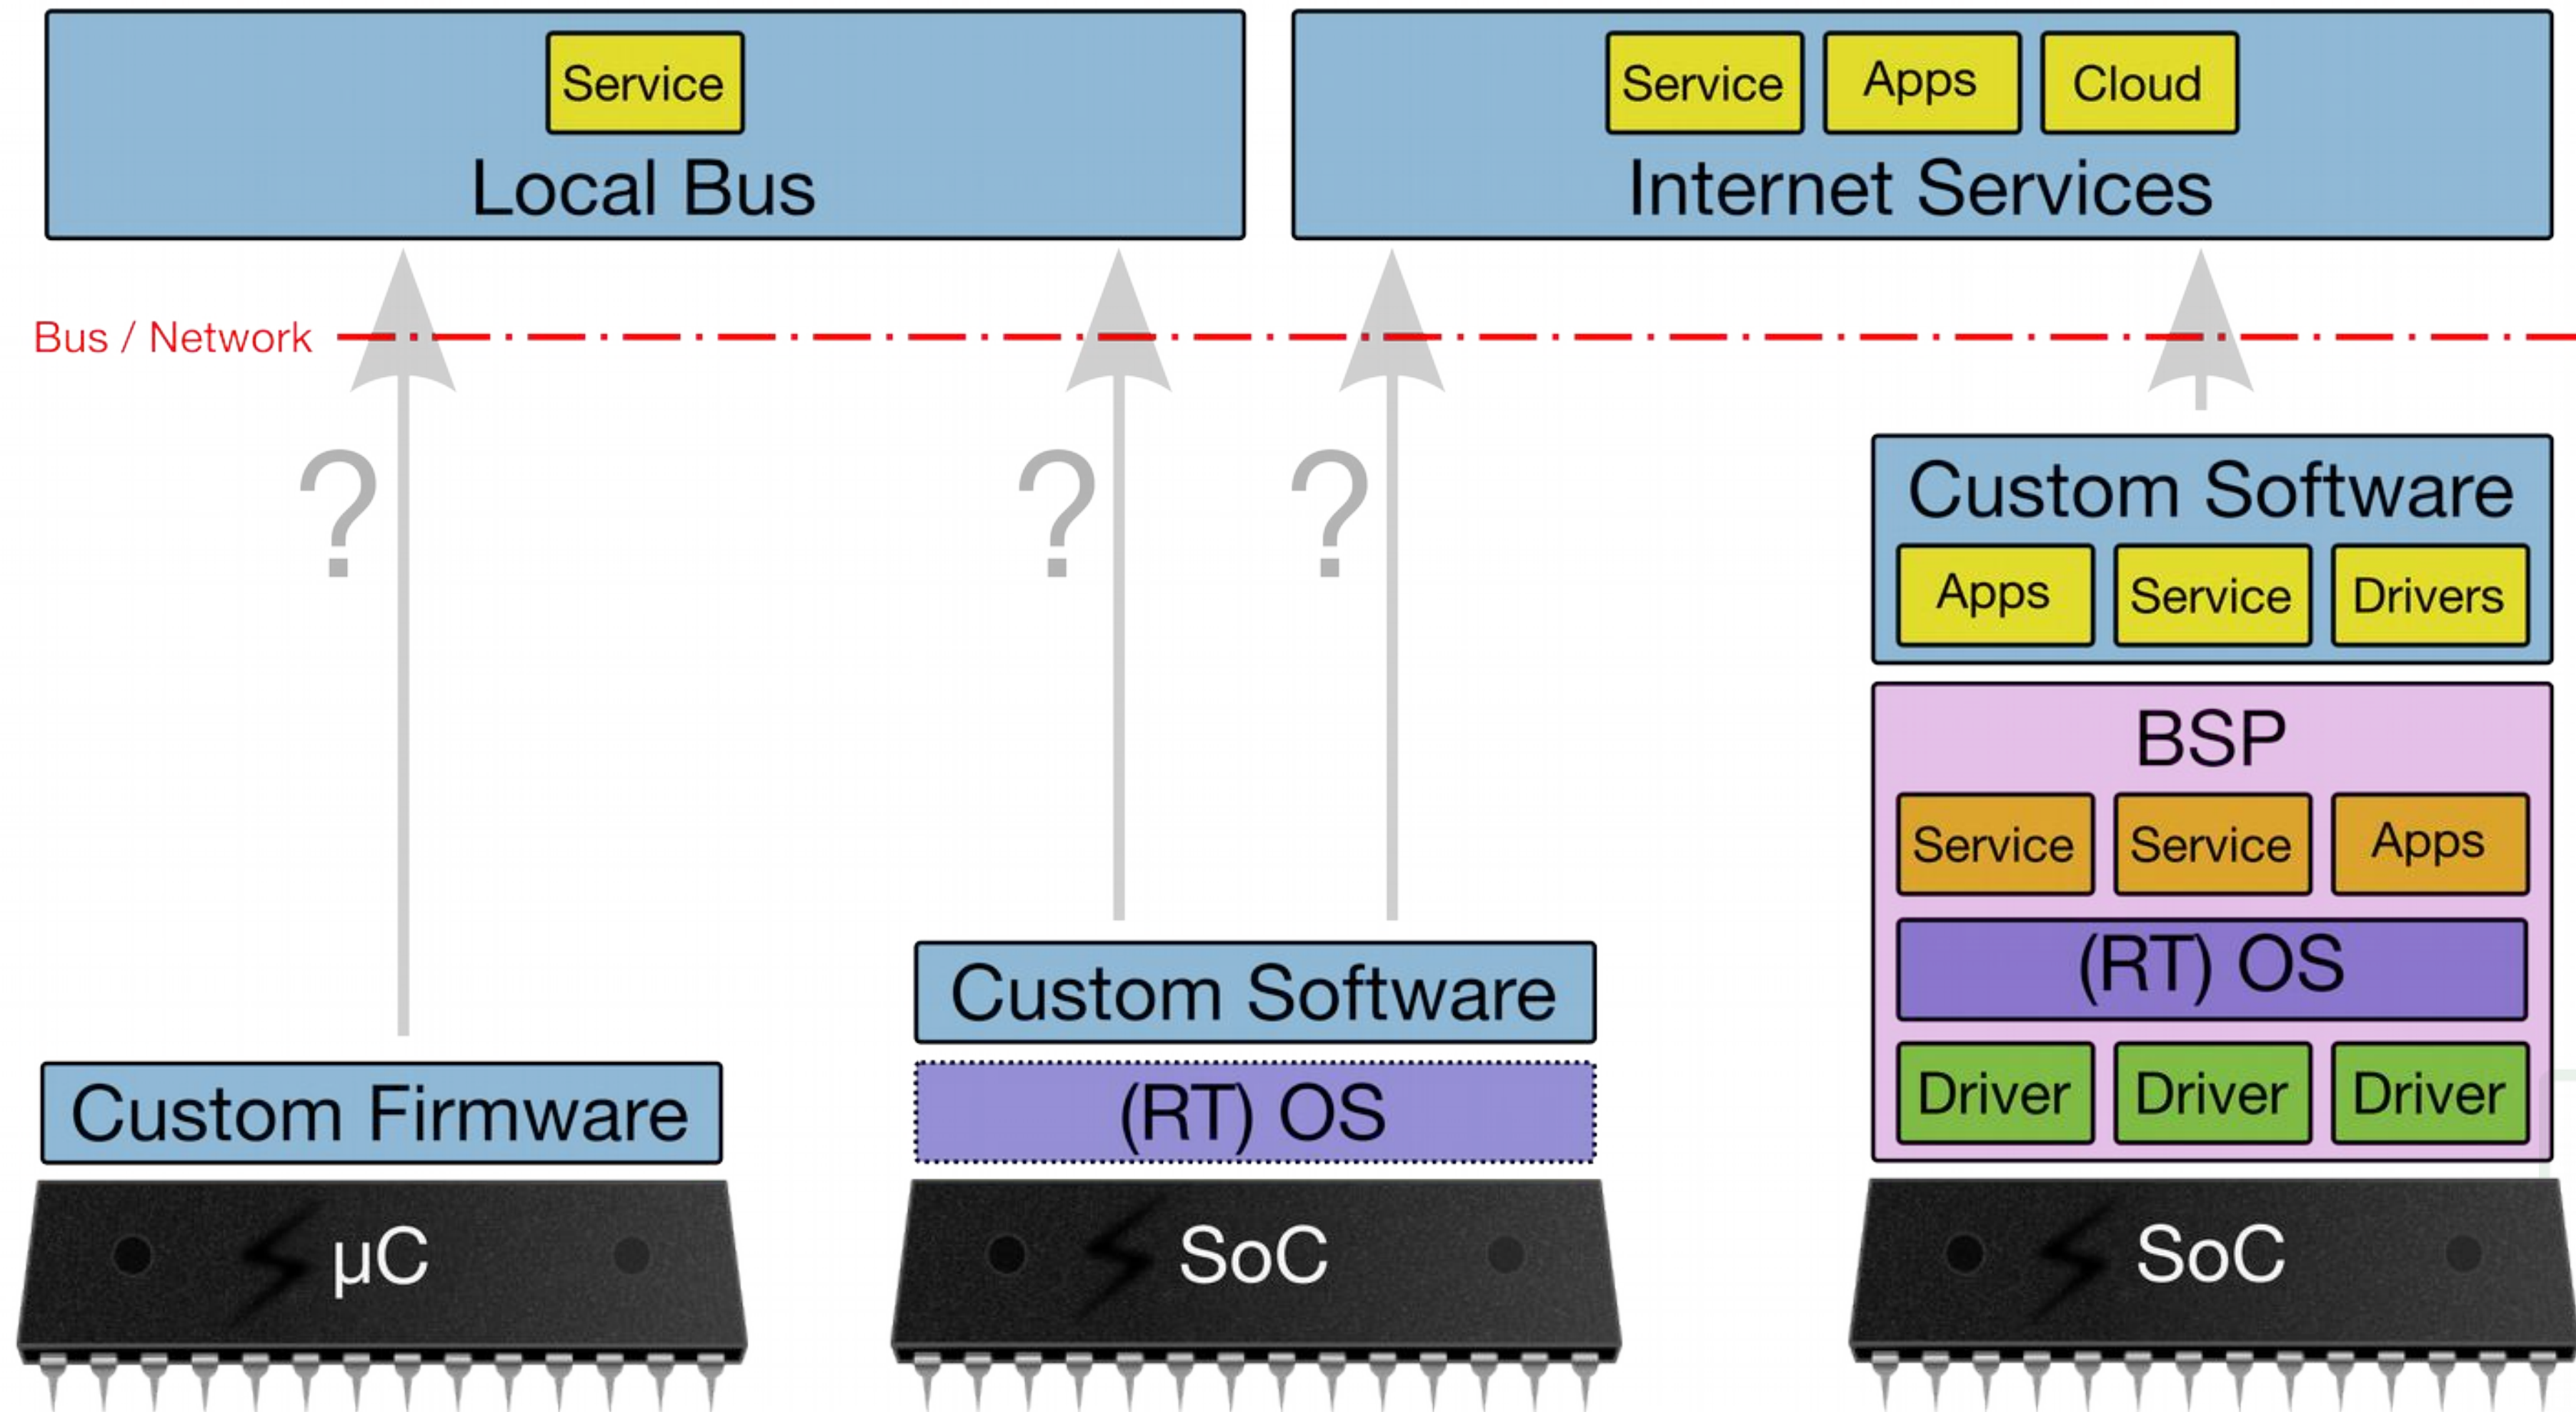 Service
Local Bus
Service Apps Cloud
Internet Services
Bus / Network
? ? ?
Custom Software
Apps Service Drivers
BSP
Service Service Apps
(RT) OS
Driver Driver Driver
Custom Software
(RT) OS
Custom Firmware
µC
SoC
SoC